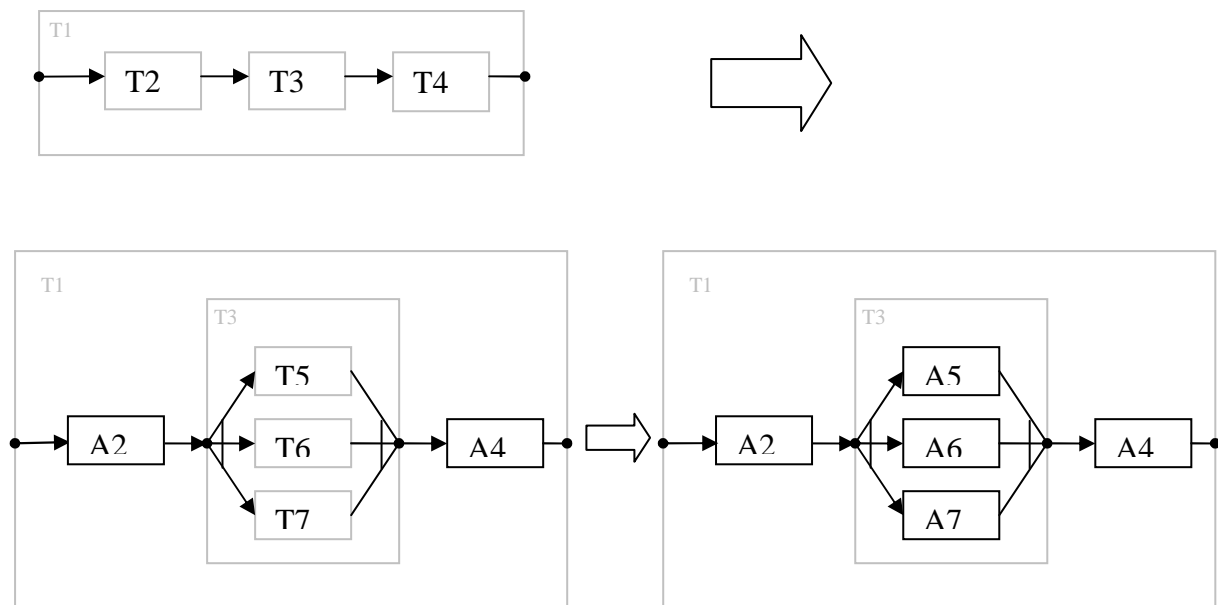 T1
T2 T3 T4
T1 T1
T3 T3
T5 A5
A2 T6 A4 A2 A6 A4
T7 A7